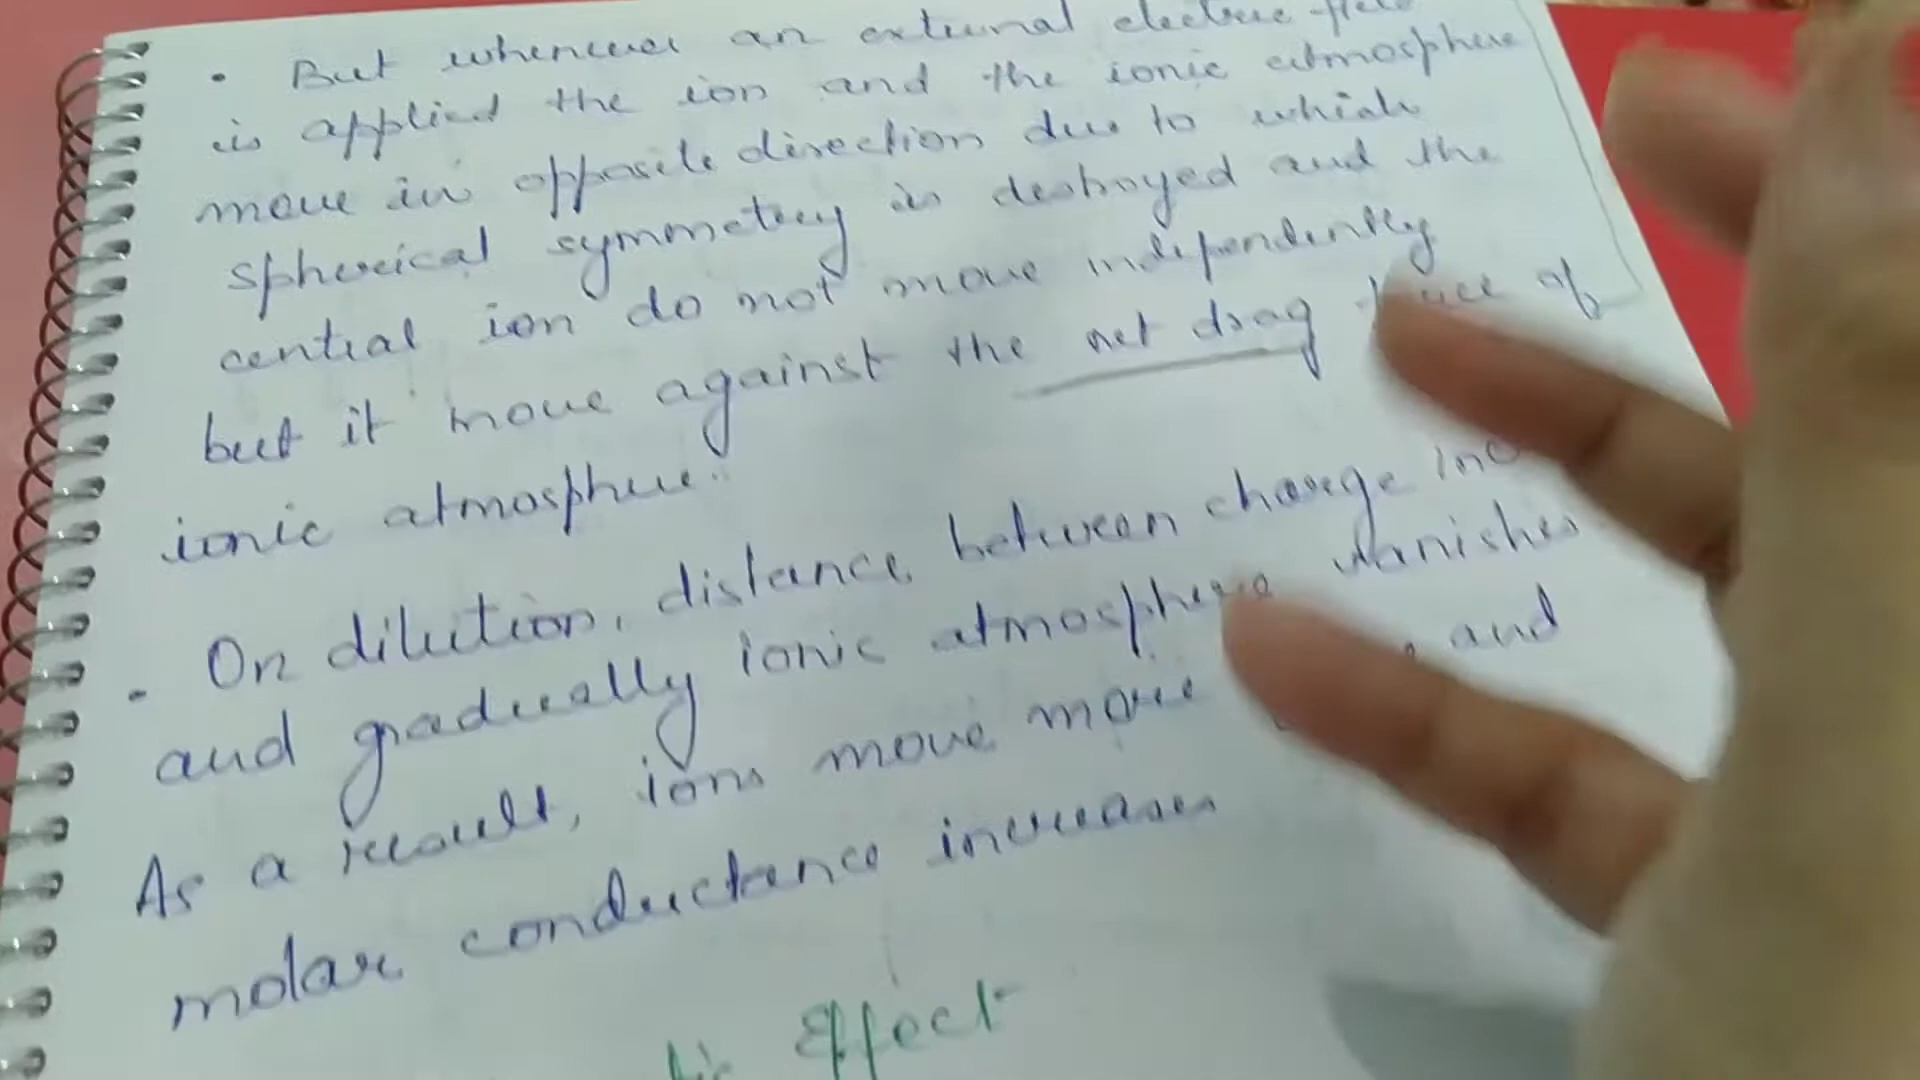 • But whenever an external electric field
is applied the ion and the ionic atmosphere
move in opposite direction due to which
spherical symmetry is destroyed and the
central ion do not move independently
but it move against the net drag of
ionic atmosphere.
• On dilution, distance between charge
and gradually ionic atmosphere vanishes
As a result, ions move more and
molar conductance increases
Effect